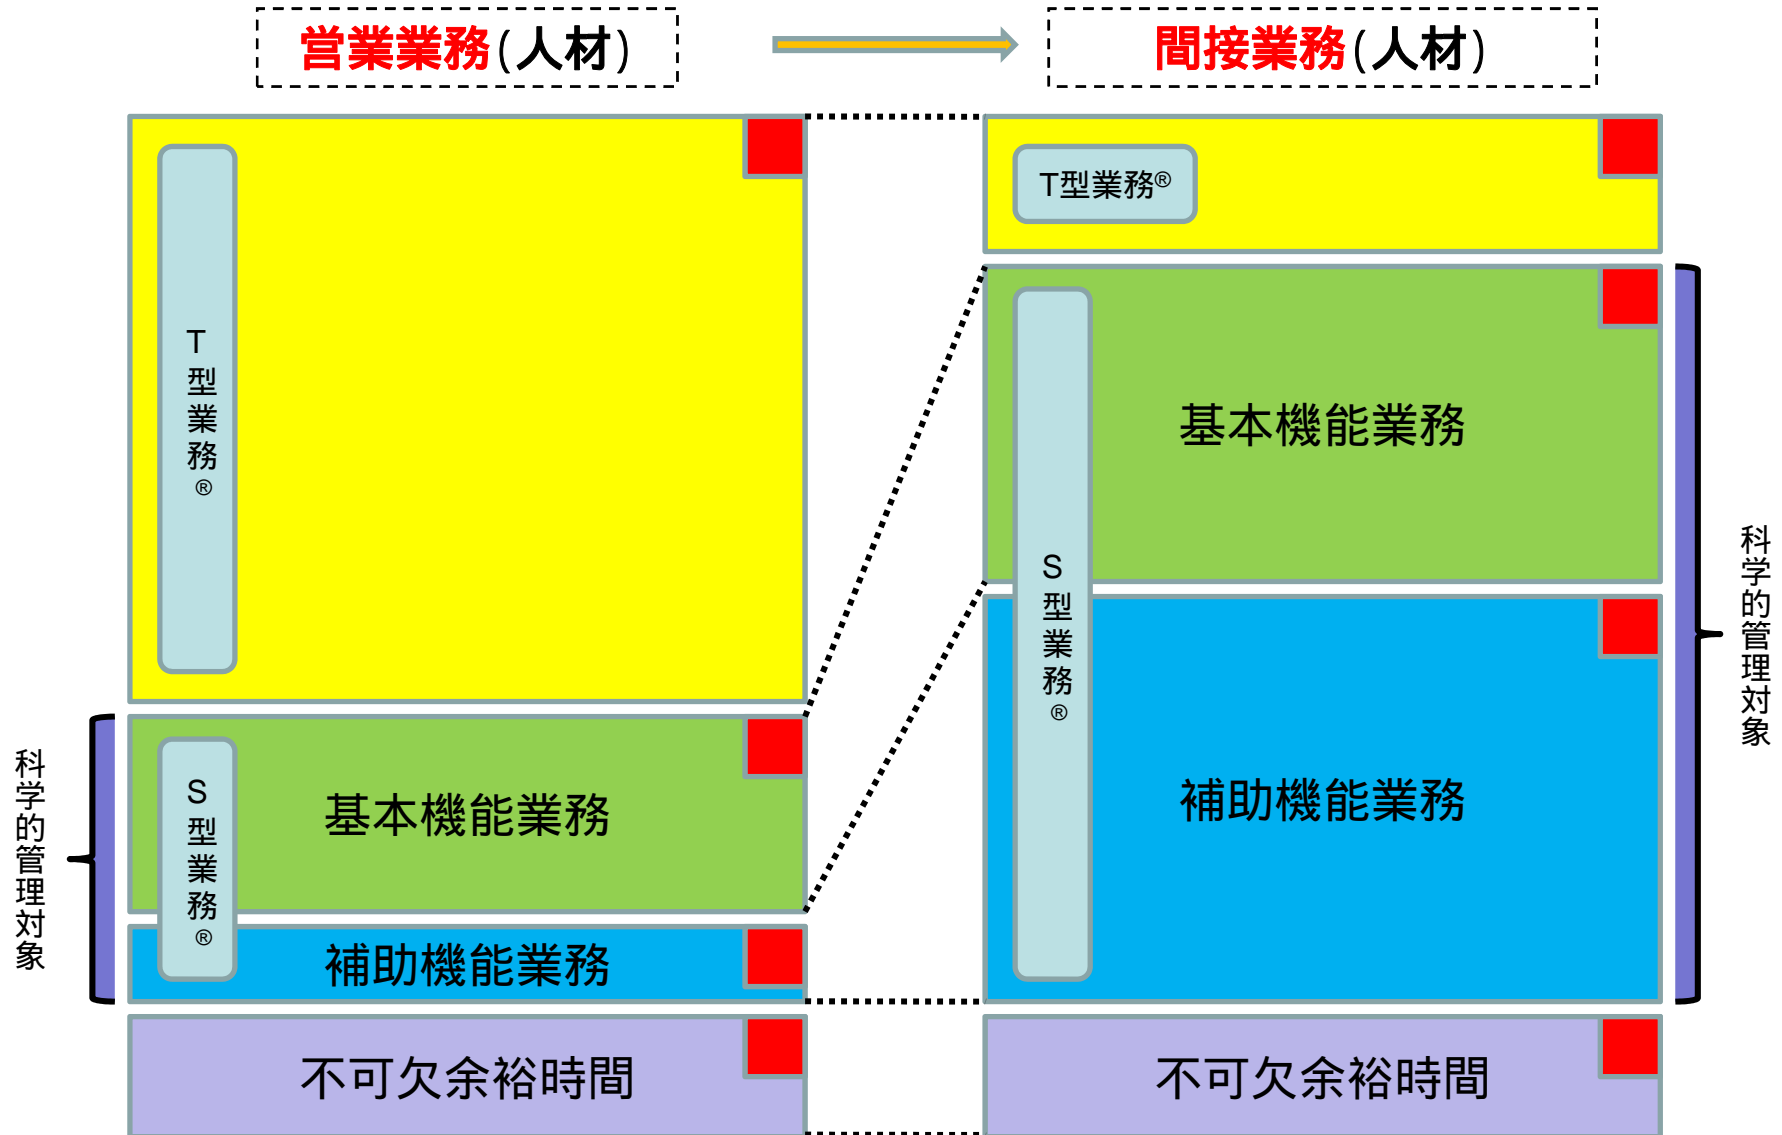 営業業務(人材)
間接業務(人材)
T型業務®
基本機能業務
S型業務®
補助機能業務
科学的管理対象
不可欠余裕時間
T型業務®
基本機能業務
S型業務®
補助機能業務
科学的管理対象
不可欠余裕時間